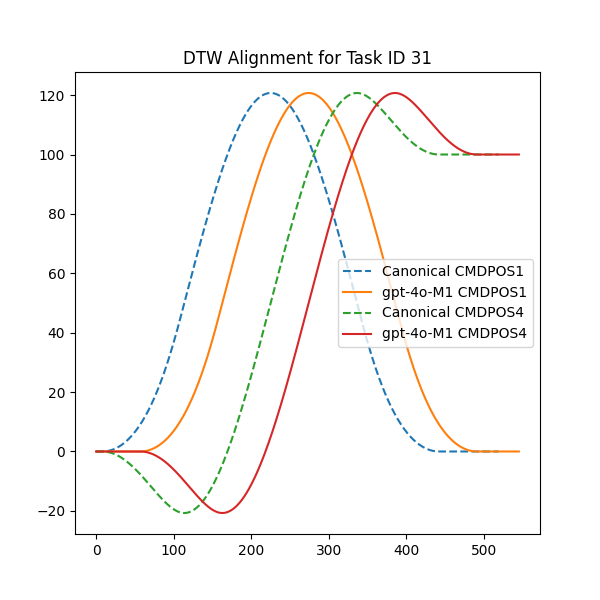 DTW Alignment for Task ID 31
120
100
80
60
40
20
0
−20
0 100 200 300 400 500
Canonical CMDPOS1
gpt-4o-M1 CMDPOS1
Canonical CMDPOS4
gpt-4o-M1 CMDPOS4